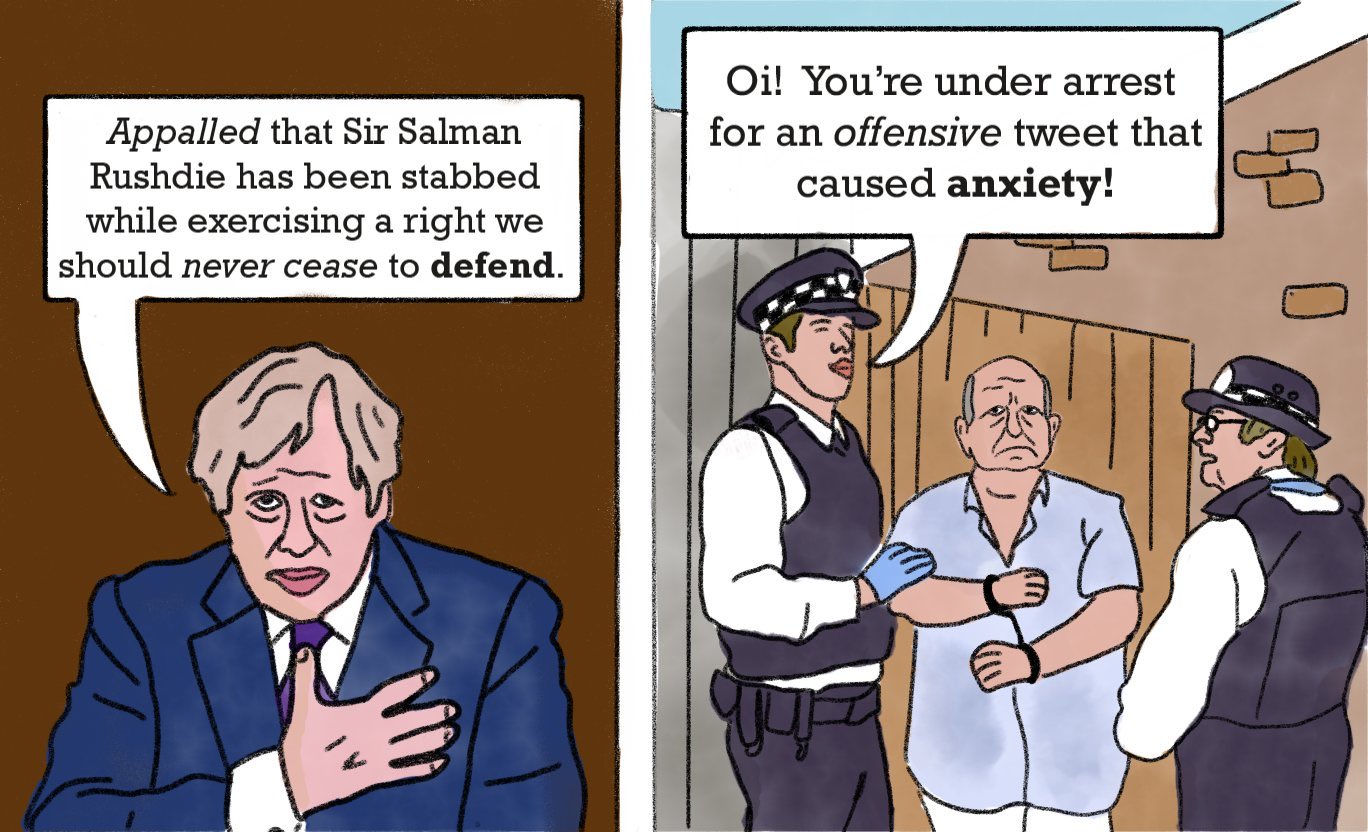 Appalled that Sir Salman
Rushdie has been stabbed
while exercising a right we
should never cease to defend.
Oi! You're under arrest
for an offensive tweet that
caused anxiety!